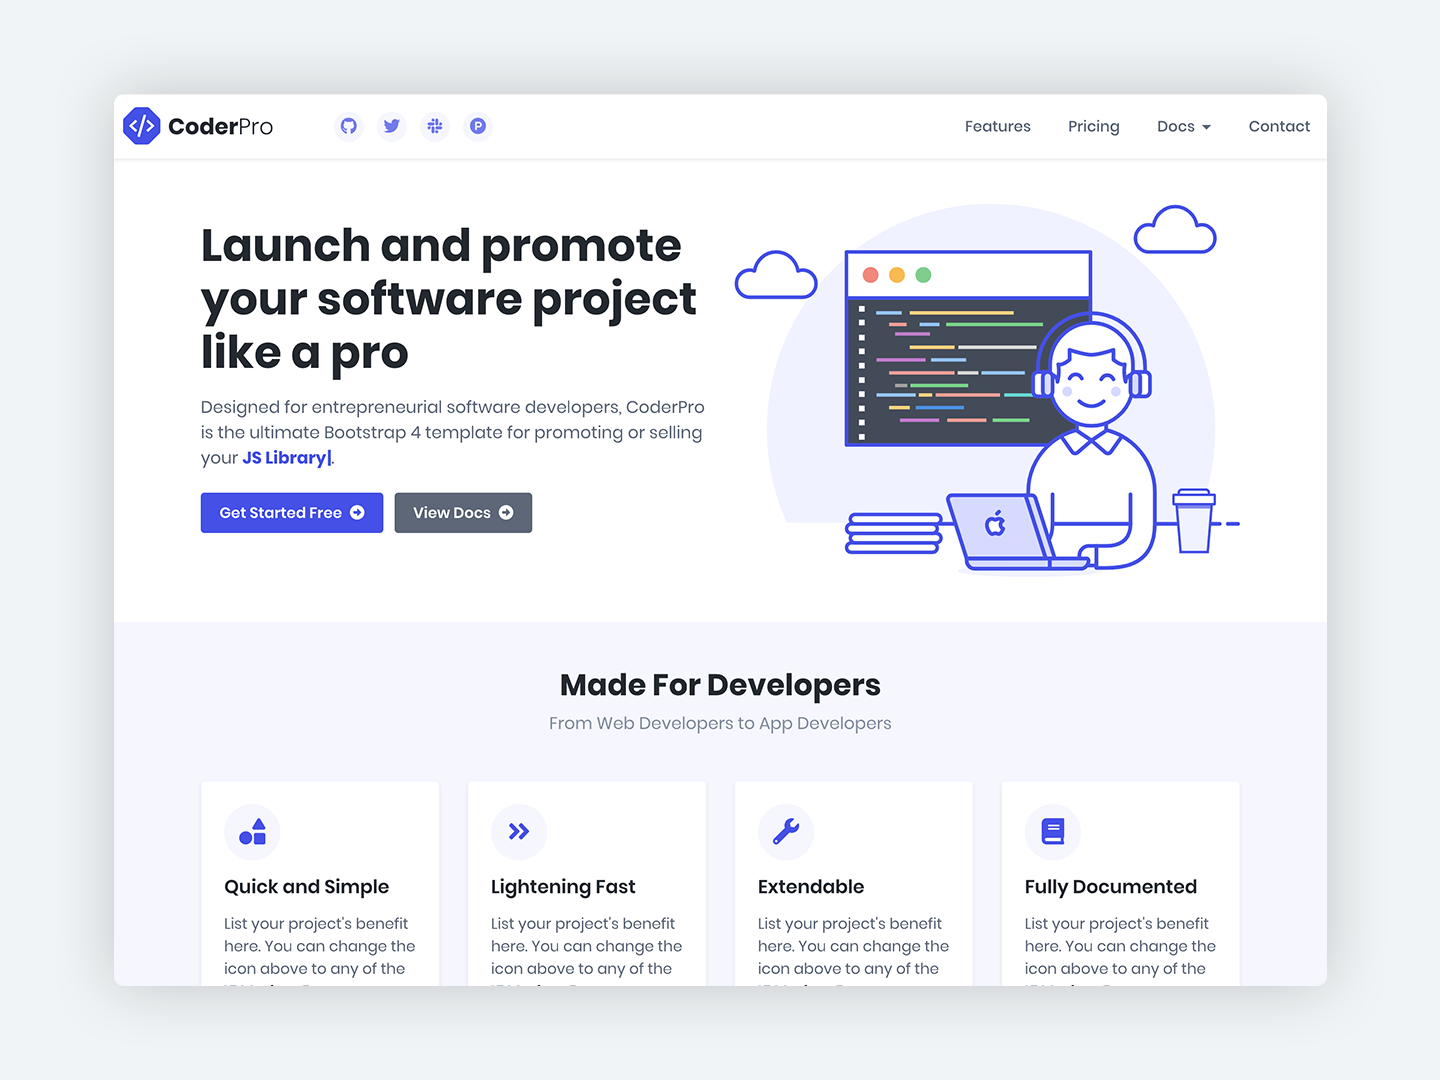 CoderPro
Features Pricing Docs Contact
Launch and promote
your software project
like a pro
Designed for entrepreneurial software developers, CoderPro
is the ultimate Bootstrap 4 template for promoting or selling
your JS Library|.
Get Started Free
View Docs
Made For Developers
From Web Developers to App Developers
Quick and Simple
List your project's benefit
here. You can change the
icon above to any of the
Lightening Fast
List your project's benefit
here. You can change the
icon above to any of the
Extendable
List your project's benefit
here. You can change the
icon above to any of the
Fully Documented
List your project's benefit
here. You can change the
icon above to any of the